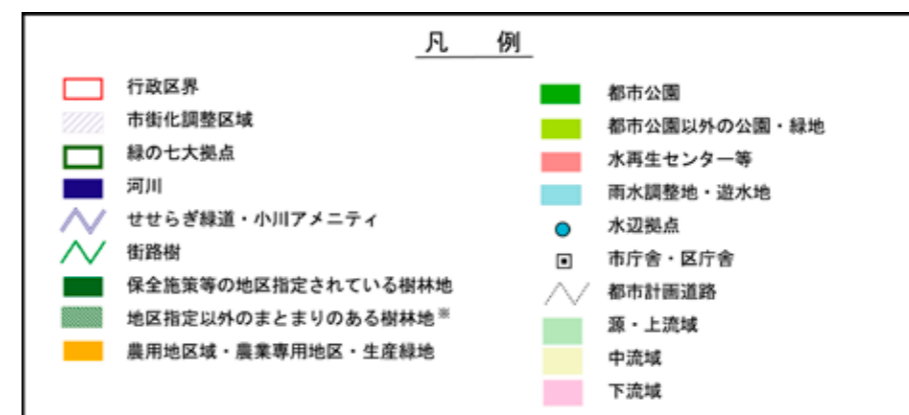 凡 例
行政区界
市街化調整区域
緑の七大拠点
河川
せせらぎ緑道・小川アメニティ
街路樹
保全施策等の地区指定されている樹林地
地区指定以外のまとまりのある樹林地※
農用地区域・農業専用地区・生産緑地
都市公園
都市公園以外の公園・緑地
水再生センター等
雨水調整地・遊水地
水辺拠点
市庁舎・区庁舎
都市計画道路
源・上流域
中流域
下流域